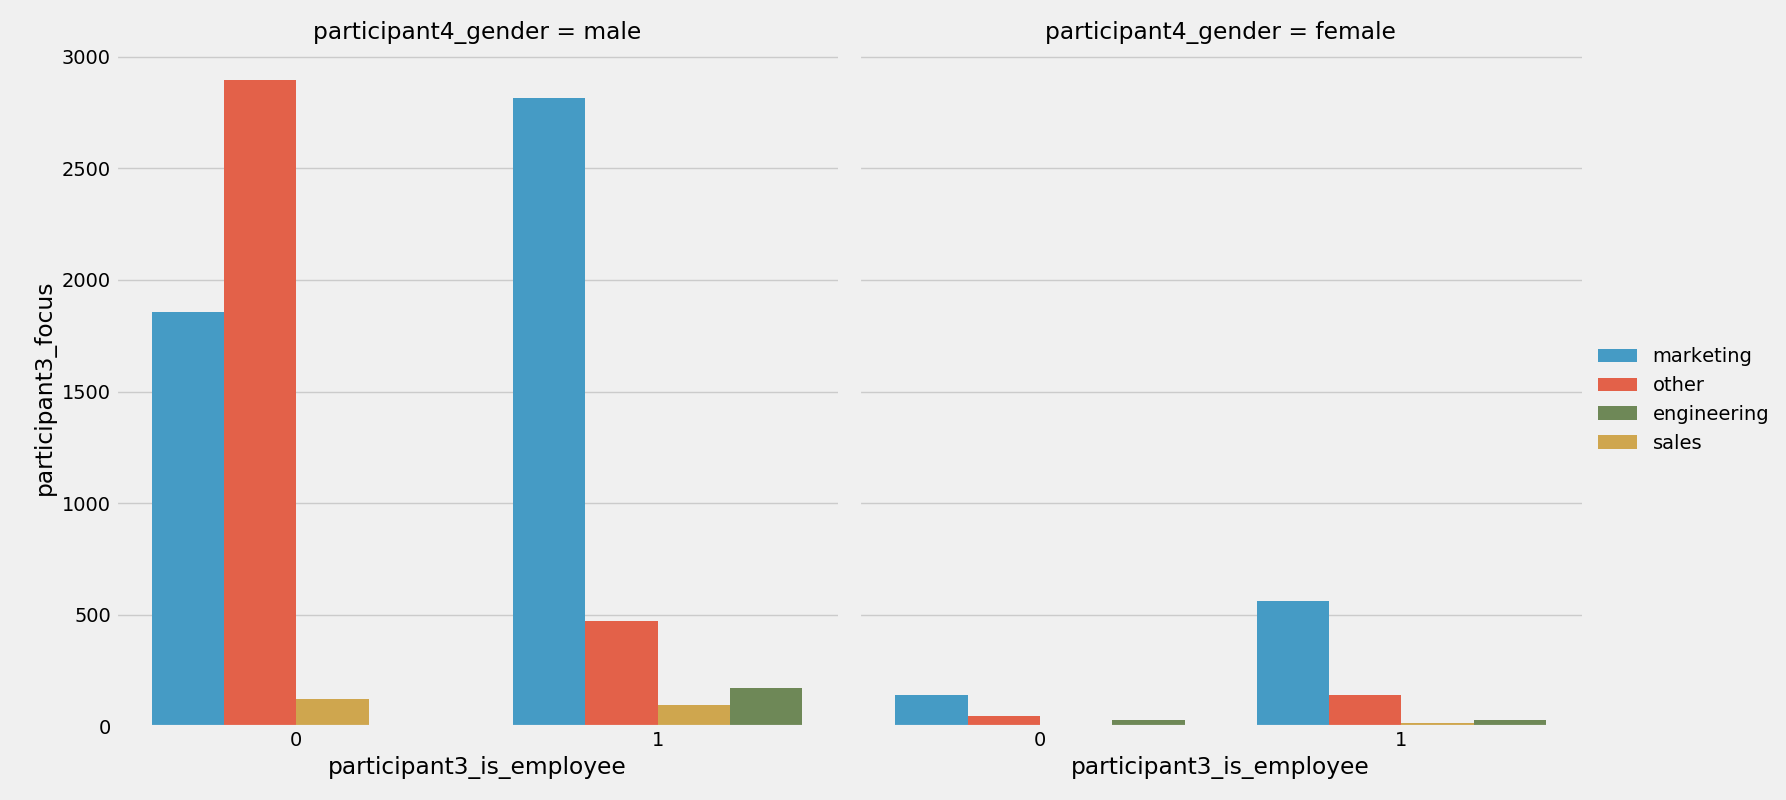 participant4_gender = male
participant4_gender = female
participant3_focus
3000
2500
2000
1500
1000
500
0
0
1
0
1
participant3_is_employee
participant3_is_employee
marketing
other
engineering
sales